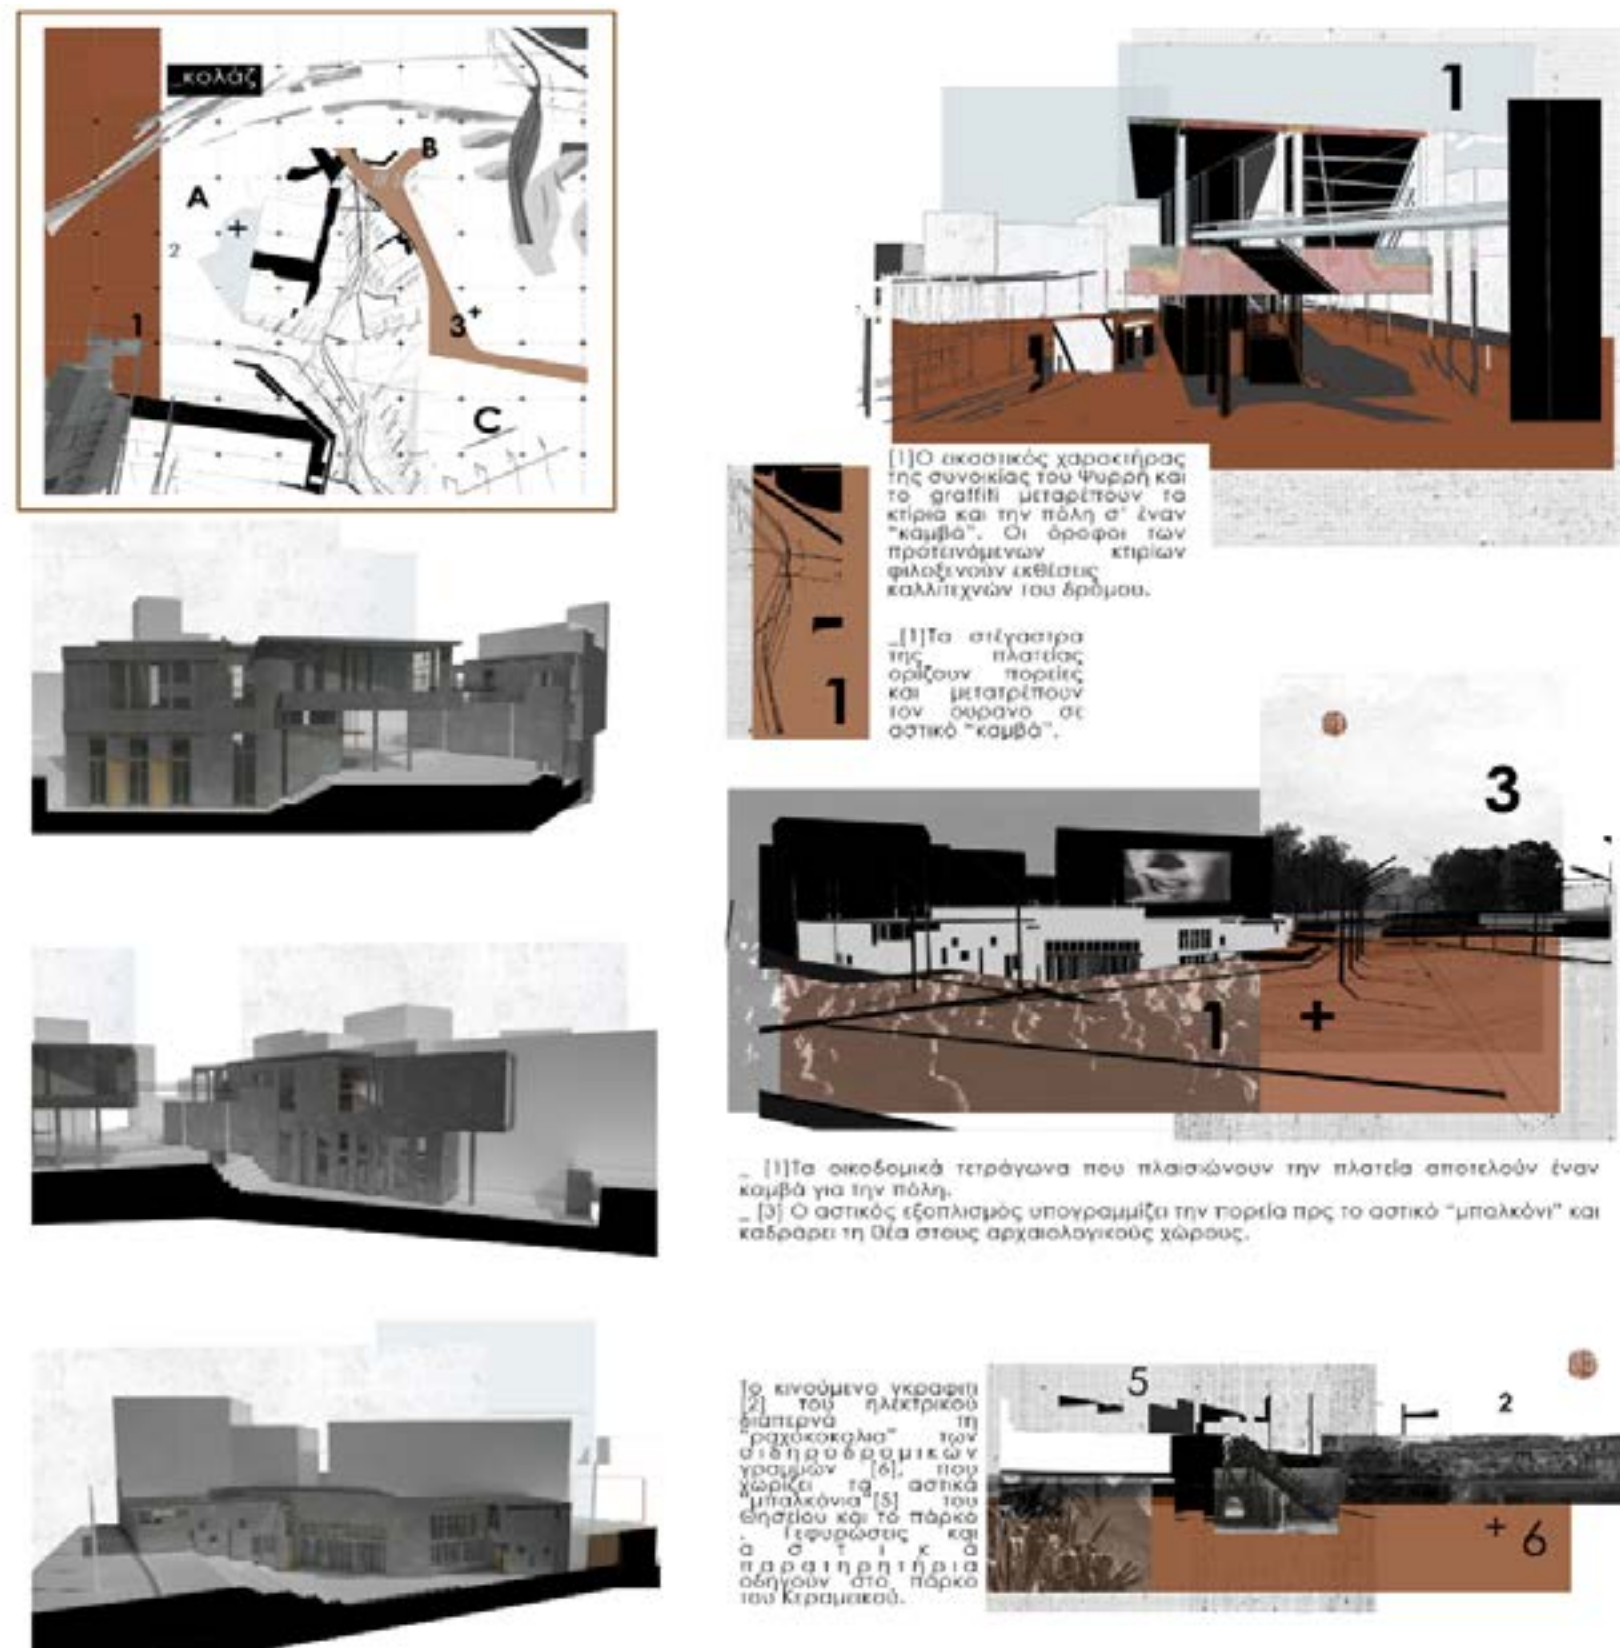 _κολάζ
B
A
+
2
1
3+
C
1
[1]Ο εικαστικός χαρακτήρας
της συνοικίας του Ψυρρή και
το graffiti μεταρέπουν τα
κτίρια και την πόλη σ' έναν
"καμβά". Οι όροφοι των
προτεινόμενων κτιρίων
φιλοξενούν εκθέσεις
καλλιτεχνών του δρόμου.
_[1]Τα στέγαστρα
της πλατείας
ορίζουν πορείες
και μετατρέπουν
τον ουρανό σε
αστικό "καμβά".
1
3
1 +
_ [1]Τα οικοδομικά τετράγωνα που πλαισιώνουν την πλατεία αποτελούν έναν
καμβά για την πόλη.
_ [3] Ο αστικός εξοπλισμός υπογραμμίζει την πορεία πρς το αστικό "μπαλκόνι" και
καδράρει τη θέα στους αρχαιολογικούς χώρους.
Το κινούμενο γκραφιτι
[2] του ηλεκτρικού
διαπερνά τη
"ραχοκοκαλια" των
σιδηροδρομικών
γραμμών [6], που
χωρίζει τα αστικά
"μπαλκόνια"[5] του
Θησείου και το πάρκο
. Γεφυρώσεις και
αστικά
παρατηρητήρια
οδηγούν στο πάρκο
του Κεραμεικού.
5
2
+ 6